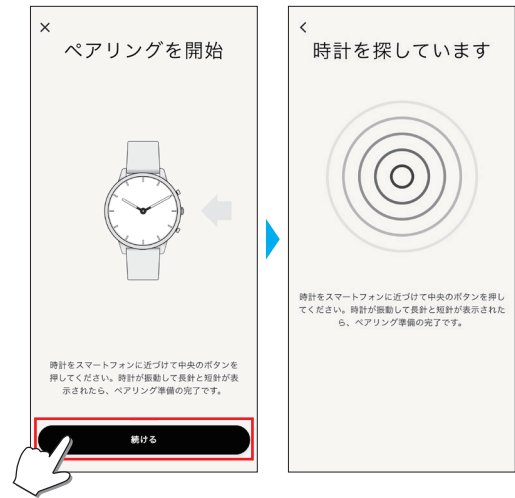 ペアリングを開始
時計をスマートフォンに近づけて中央のボタンを
押してください。時計が振動して長針と短針が表
示されたら、ペアリング準備の完了です。
続ける
時計を探しています
時計をスマートフォンに近づけて中央のボタンを押し
てください。時計が振動して長針と短針が表示された
ら、ペアリング準備の完了です。